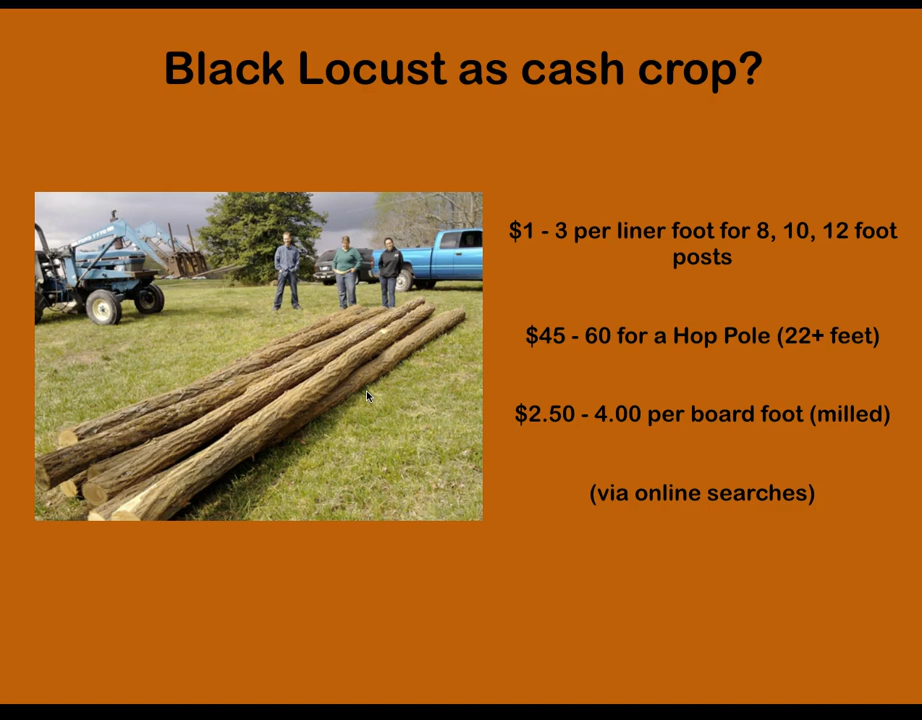 Black Locust as cash crop?
$1 - 3 per liner foot for 8, 10, 12 foot
posts
$45 - 60 for a Hop Pole (22+ feet)
$2.50 - 4.00 per board foot (milled)
(via online searches)